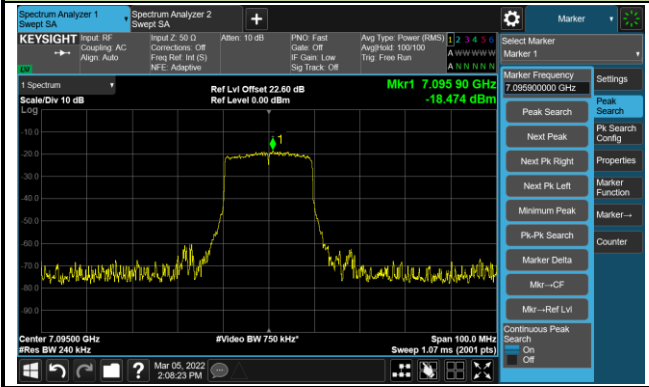 Spectrum Analyzer 1
Swept SA
Spectrum Analyzer 2
Swept SA
+
Marker
KEYSIGHT
Input: RF
Coupling: AC
Align: Auto
Input Z: 50 Ω
Corrections: Off
Freq Ref: Int (S)
NFE: Adaptive
Atten: 10 dB
PNO: Fast
Gate: Off
IF Gain: Low
Sig Track: Off
Avg Type: Power (RMS)
Avg|Hold: 100/100
Trig: Free Run
1 2 3 4 5 6
A W W W W W
A N N N N N
Select Marker
Marker 1
1 Spectrum
Scale/Div 10 dB
Log
Ref Lvl Offset 22.60 dB
Ref Level 0.00 dBm
Mkr1 7.095 90 GHz
-18.474 dBm
1
-10.0
-20.0
-30.0
-40.0
-50.0
-60.0
-70.0
-80.0
-90.0
Center 7.09500 GHz
#Res BW 240 kHz
#Video BW 750 kHz*
Span 100.0 MHz
Sweep 1.07 ms (2001 pts)
Marker Frequency
7.095900000 GHz
Peak Search
Next Peak
Next Pk Right
Next Pk Left
Minimum Peak
Pk-Pk Search
Marker Delta
Mkr→CF
Mkr→Ref Lvl
Continuous Peak
Search
On
Off
Settings
Peak
Search
Pk Search
Config
Properties
Marker
Function
Marker→
Counter
Mar 05, 2022
2:08:23 PM